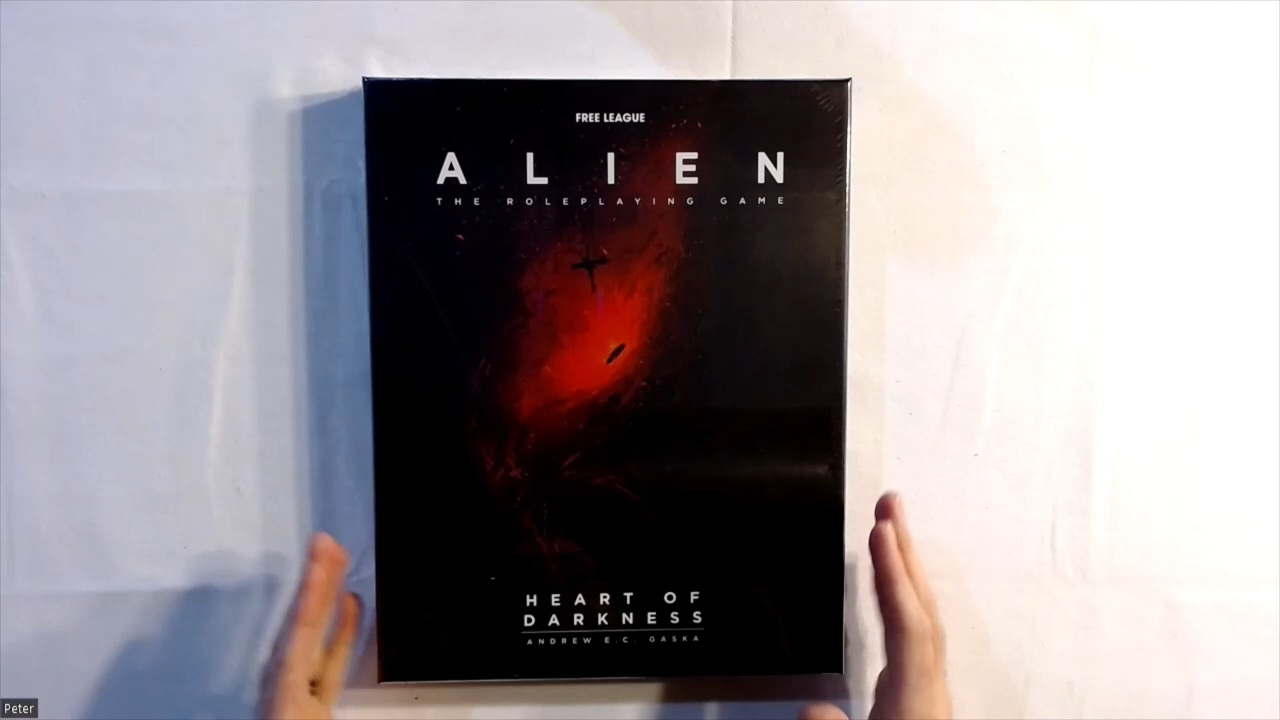 FREE LEAGUE
ALIEN
THE ROLEPLAYING GAME
HEART OF
DARKNESS
ANDREW E.C. GASKA
Peter